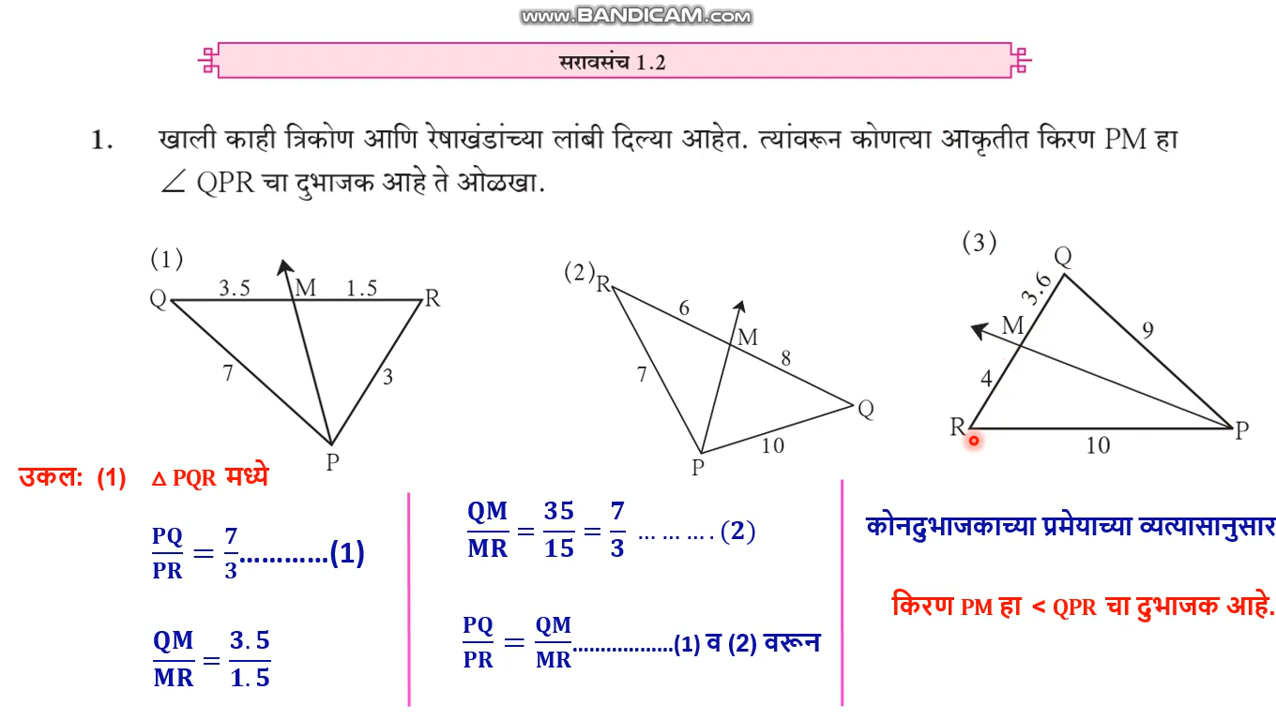 www.BANDICAM.com
सरावसंच 1.2
1. खाली काही त्रिकोण आणि रेषाखंडांच्या लांबी दिल्या आहेत. त्यांवरून कोणत्या आकृतीत किरण PM हा
∠ QPR चा दुभाजक आहे ते ओळखा.
(1)
Q 3.5 M 1.5 R
7 3
P
(2)
R 6 M 8 Q
7 10
P
(3)
Q
3.6 M 9
4
R 10 P
उकल: (1) △ PQR मध्ये
PQ/PR = 7/3............(1)
QM/MR = 3.5/1.5
QM/MR = 35/15 = 7/3 ... ... ... . (2)
PQ/PR = QM/MR..................(1) व (2) वरून
कोनदुभाजकाच्या प्रमेयाच्या व्यत्यासानुसार
किरण PM हा < QPR चा दुभाजक आहे.